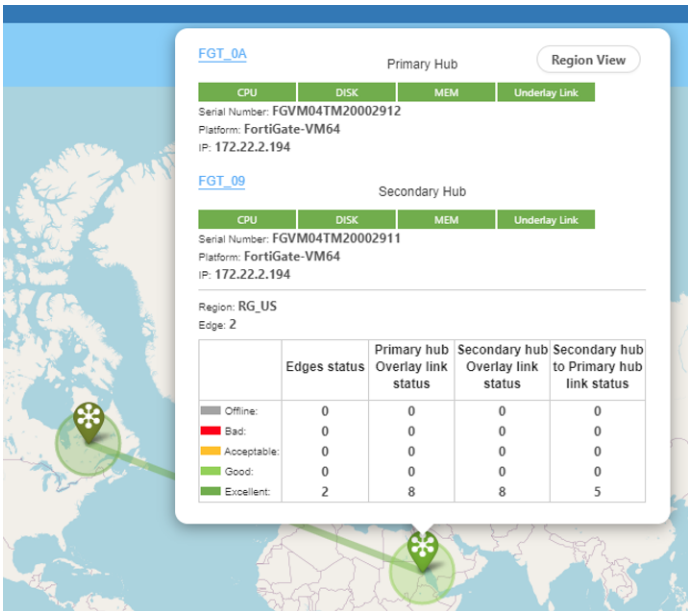 FGT_0A
Primary Hub
Region View
CPU DISK MEM Underlay Link
Serial Number: FGVM04TM20002912
Platform: FortiGate-VM64
IP: 172.22.2.194
FGT_09
Secondary Hub
CPU DISK MEM Underlay Link
Serial Number: FGVM04TM20002911
Platform: FortiGate-VM64
IP: 172.22.2.194
Region: RG_US
Edge: 2
Edges status
Primary hub
Overlay link
status
Secondary hub
Overlay link
status
Secondary hub
to Primary hub
link status
Offline: 0 0 0 0
Bad: 0 0 0 0
Acceptable: 0 0 0 0
Good: 0 0 0 0
Excellent: 2 8 8 5